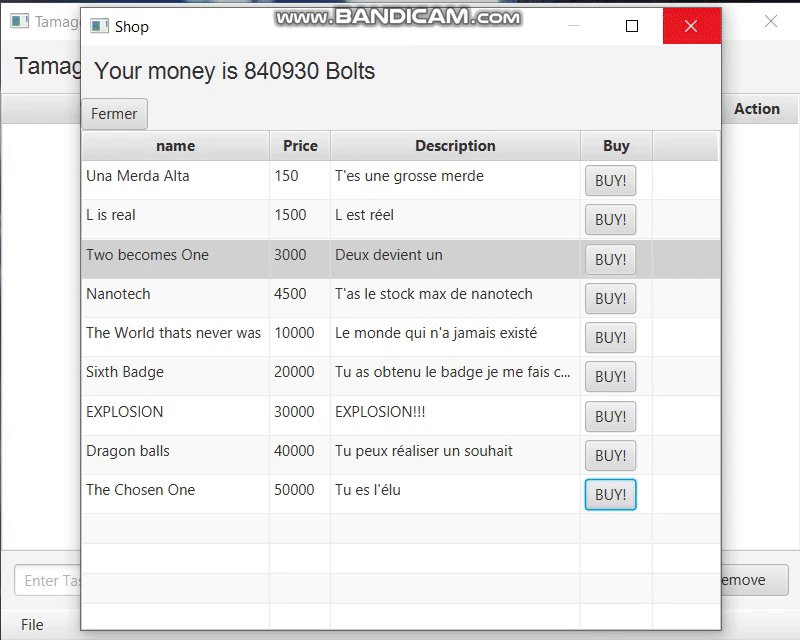 www.BANDICAM.com
Tamag
Shop
Tamag
Your money is 840930 Bolts
Fermer
Action
name Price Description Buy
Una Merda Alta 150 T'es une grosse merde BUY!
L is real 1500 L est réel BUY!
Two becomes One 3000 Deux devient un BUY!
Nanotech 4500 T'as le stock max de nanotech BUY!
The World thats never was 10000 Le monde qui n'a jamais existé BUY!
Sixth Badge 20000 Tu as obtenu le badge je me fais c... BUY!
EXPLOSION 30000 EXPLOSION!!! BUY!
Dragon balls 40000 Tu peux réaliser un souhait BUY!
The Chosen One 50000 Tu es l'élu BUY!
Enter Tas
emove
File